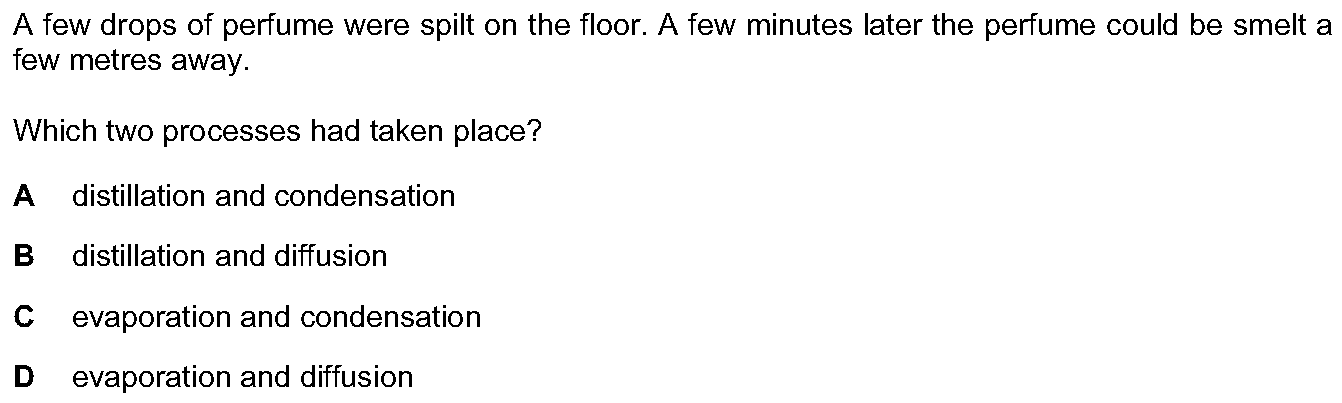 A few drops of perfume were spilt on the floor. A few minutes later the perfume could be smelt a
few metres away.
Which two processes had taken place?
A distillation and condensation
B distillation and diffusion
C evaporation and condensation
D evaporation and diffusion